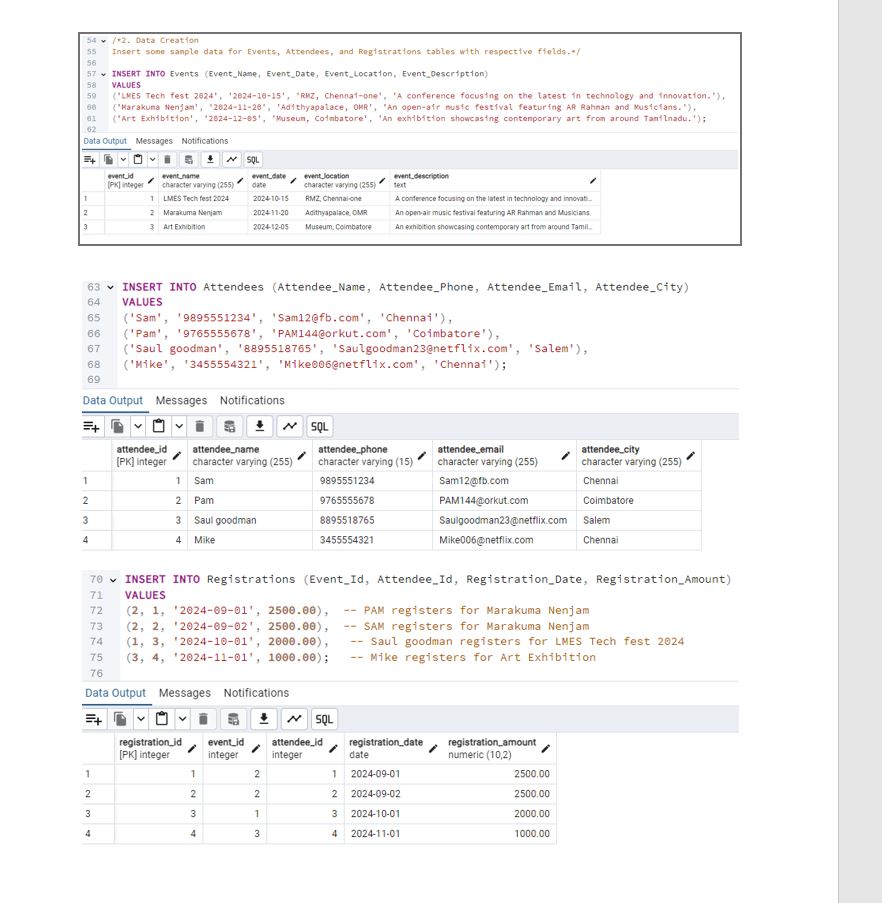 54 /*2. Data Creation
55 Insert some sample data for Events, Attendees, and Registrations tables with respective fields.*/
56
57 INSERT INTO Events (Event_Name, Event_Date, Event_Location, Event_Description)
58 VALUES
59 ('LMES Tech fest 2024', '2024-10-15', 'RMZ, Chennai-one', 'A conference focusing on the latest in technology and innovation.'),
60 ('Marakuma Nenjam', '2024-11-20', 'Adithyapalace, OMR', 'An open-air music festival featuring AR Rahman and Musicians.'),
61 ('Art Exhibition', '2024-12-05', 'Museum, Coimbatore', 'An exhibition showcasing contemporary art from around Tamilnadu.');
62
Data Output Messages Notifications
SQL
event_id event_name event_date event_location event_description
[PK] integer character varying (255) date character varying (255) text
1 1 LMES Tech fest 2024 2024-10-15 RMZ, Chennai-one A conference focusing on the latest in technology and innovati...
2 2 Marakuma Nenjam 2024-11-20 Adithyapalace, OMR An open-air music festival featuring AR Rahman and Musicians.
3 3 Art Exhibition 2024-12-05 Museum, Coimbatore An exhibition showcasing contemporary art from around Tamil...
63 INSERT INTO Attendees (Attendee_Name, Attendee_Phone, Attendee_Email, Attendee_City)
64 VALUES
65 ('Sam', '9895551234', 'Sam12@fb.com', 'Chennai'),
66 ('Pam', '9765555678', 'PAM144@orkut.com', 'Coimbatore'),
67 ('Saul goodman', '8895518765', 'Saulgoodman23@netflix.com', 'Salem'),
68 ('Mike', '3455554321', 'Mike006@netflix.com', 'Chennai');
69
Data Output Messages Notifications
SQL
attendee_id attendee_name attendee_phone attendee_email attendee_city
[PK] integer character varying (255) character varying (15) character varying (255) character varying (255)
1 1 Sam 9895551234 Sam12@fb.com Chennai
2 2 Pam 9765555678 PAM144@orkut.com Coimbatore
3 3 Saul goodman 8895518765 Saulgoodman23@netflix.com Salem
4 4 Mike 3455554321 Mike006@netflix.com Chennai
70 INSERT INTO Registrations (Event_Id, Attendee_Id, Registration_Date, Registration_Amount)
71 VALUES
72 (2, 1, '2024-09-01', 2500.00), -- PAM registers for Marakuma Nenjam
73 (2, 2, '2024-09-02', 2500.00), -- SAM registers for Marakuma Nenjam
74 (1, 3, '2024-10-01', 2000.00), -- Saul goodman registers for LMES Tech fest 2024
75 (3, 4, '2024-11-01', 1000.00); -- Mike registers for Art Exhibition
76
Data Output Messages Notifications
SQL
registration_id event_id attendee_id registration_date registration_amount
[PK] integer integer integer date numeric (10,2)
1 1 2 1 2024-09-01 2500.00
2 2 2 2 2024-09-02 2500.00
3 3 1 3 2024-10-01 2000.00
4 4 3 4 2024-11-01 1000.00